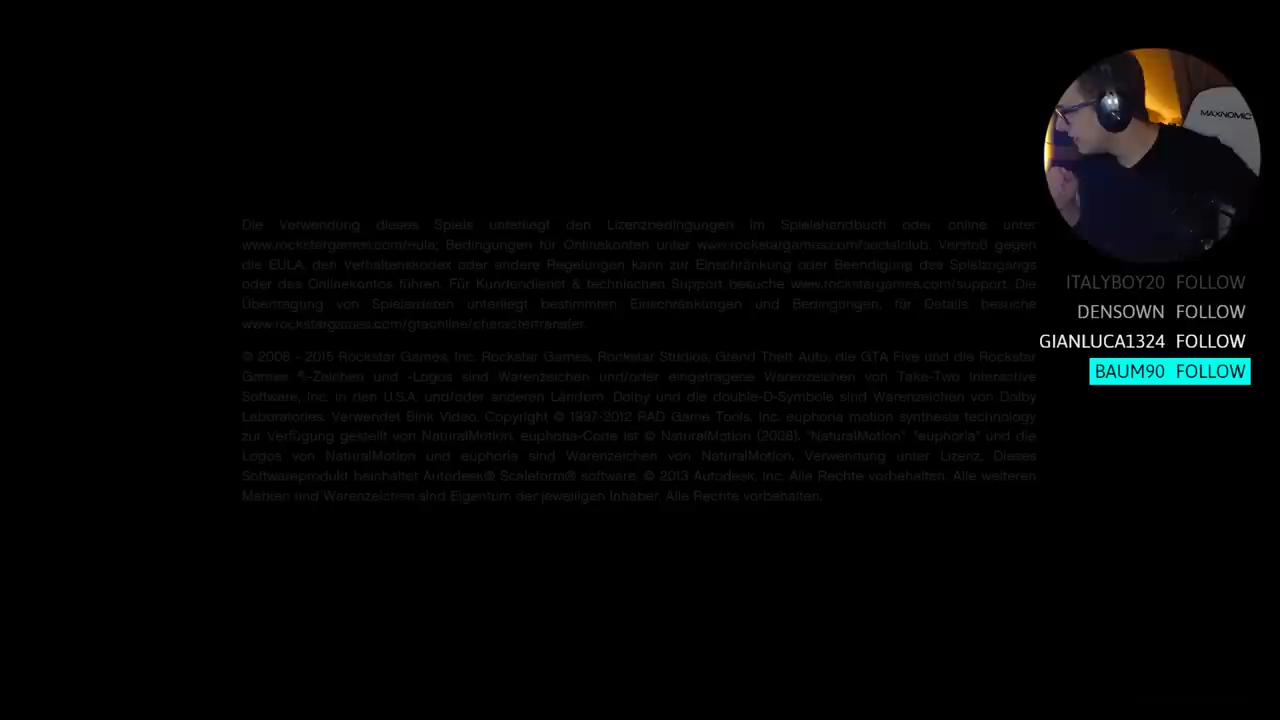 MAXNOMIC
Die Verwendung dieses Spiels unterliegt den Lizenzbedingungen im Spielehandbuch oder online unter
www.rockstargames.com/eula; Bedingungen für Onlinekonten unter www.rockstargames.com/socialclub. Verstoß gegen
die EULA, den Verhaltenskodex oder andere Regelungen kann zur Einschränkung oder Beendigung des Spielzugangs
oder des Onlinekontos führen. Für Kundendienst & technischen Support besuche www.rockstargames.com/support. Die
Übertragung von Spielerdaten unterliegt bestimmten Einschränkungen und Bedingungen, für Details besuche
www.rockstargames.com/gtaonline/charactertransfer.
© 2008 - 2015 Rockstar Games, Inc. Rockstar Games, Rockstar Studios, Grand Theft Auto, die GTA Five und die Rockstar
Games ¶-Zeichen und -Logos sind Warenzeichen und/oder eingetragene Warenzeichen von Take-Two Interactive
Software, Inc. in den U.S.A. und/oder anderen Ländern. Dolby und die double-D-Symbole sind Warenzeichen von Dolby
Laboratories. Verwendet Bink Video. Copyright © 1997-2012 RAD Game Tools, Inc. euphoria motion synthesis technology
zur Verfügung gestellt von NaturalMotion. euphoria-Code ist © NaturalMotion (2008). "NaturalMotion" "euphoria" und die
Logos von NaturalMotion und euphoria sind Warenzeichen von NaturalMotion. Verwendung unter Lizenz. Dieses
Softwareprodukt beinhaltet Autodesk® Scaleform® software. © 2013 Autodesk, Inc. Alle Rechte vorbehalten. Alle weiteren
Marken und Warenzeichen sind Eigentum der jeweiligen Inhaber. Alle Rechte vorbehalten.
ITALYBOY20 FOLLOW
DENSOWN FOLLOW
GIANLUCA1324 FOLLOW
BAUM90 FOLLOW